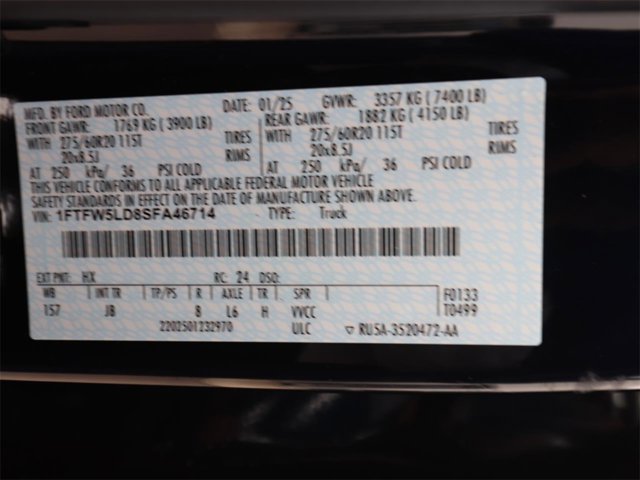 MFD. BY FORD MOTOR CO. DATE: 01/25 GVWR: 3357 KG ( 7400 LB)
FRONT GAWR: 1769 KG ( 3900 LB) REAR GAWR: 1882 KG ( 4150 LB)
WITH 275/60R20 115T TIRES WITH 275/60R20 115T TIRES
20x8.5J RIMS 20x8.5J RIMS
AT 250 kPa/ 36 PSI COLD AT 250 kPa/ 36 PSI COLD
THIS VEHICLE CONFORMS TO ALL APPLICABLE FEDERAL MOTOR VEHICLE
SAFETY STANDARDS IN EFFECT ON THE DATE OF MANUFACTURE SHOWN ABOVE.
VIN: 1FTFW5LD8SFA46714 TYPE: Truck
EXT PNT: HX RC: 24 DSO:
WB INT TR TP/PS R AXLE TR SPR F0133
157 JB 8 L6 H VVCC T0499
2202501232970 ULC ▽ RU5A-3520472-AA